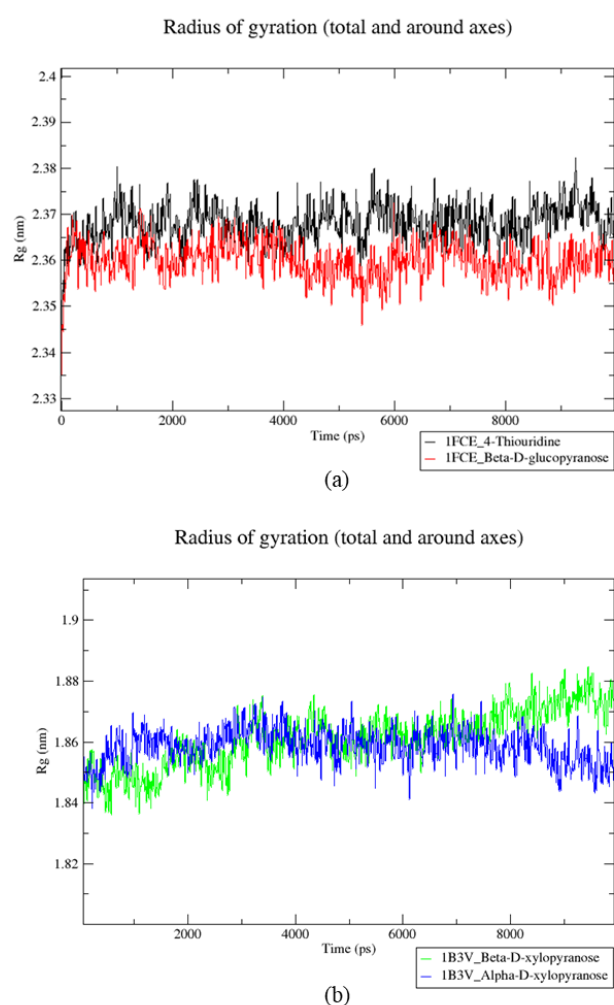 Radius of gyration (total and around axes)
2.4
2.39
2.38
2.37
2.36
2.35
2.34
2.33
Rg (nm)
0
2000
4000
6000
8000
Time (ps)
1FCE_4-Thiouridine
1FCE_Beta-D-glucopyranose
(a)
Radius of gyration (total and around axes)
1.9
1.88
1.86
1.84
1.82
Rg (nm)
2000
4000
6000
8000
Time (ps)
1B3V_Beta-D-xylopyranose
1B3V_Alpha-D-xylopyranose
(b)